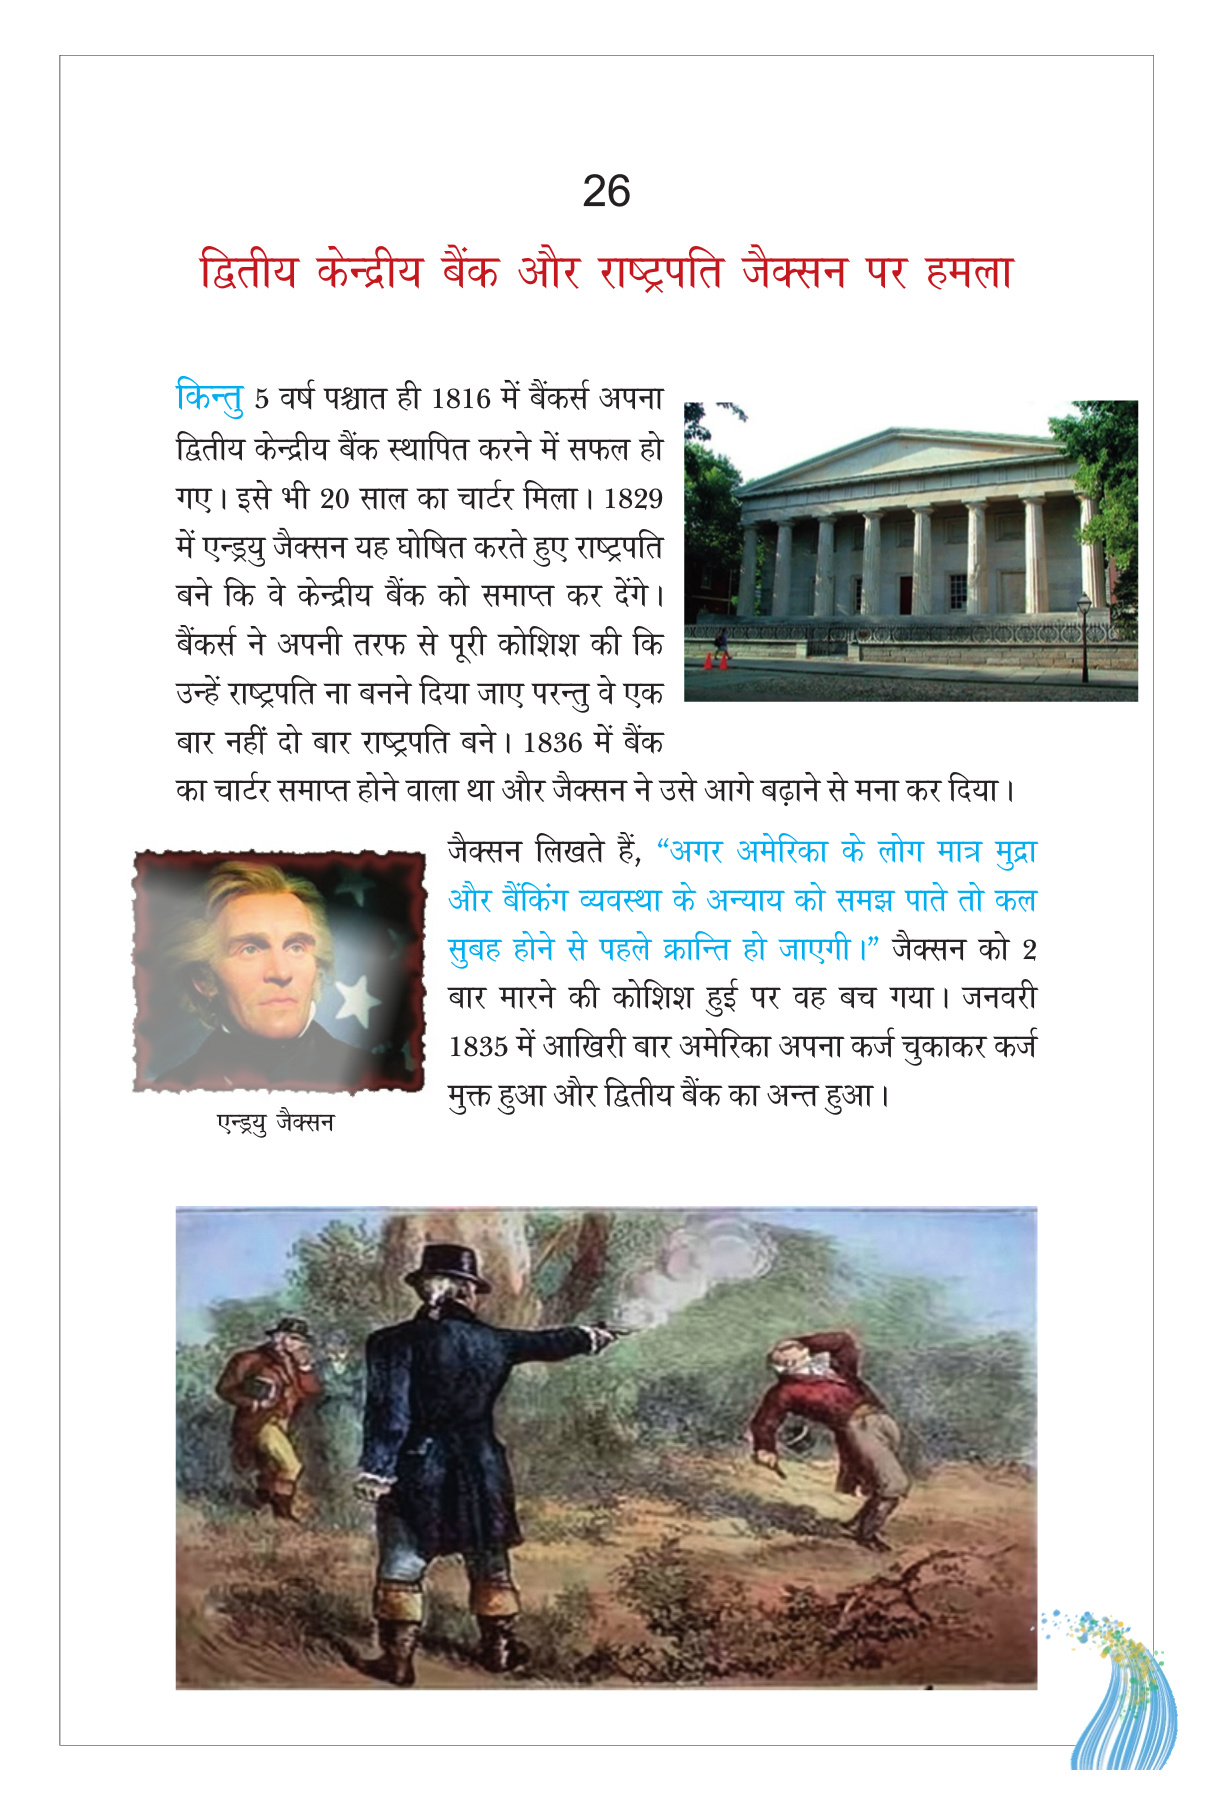 26
द्वितीय केन्द्रीय बैंक और राष्ट्रपति जैक्सन पर हमला
किन्तु 5 वर्ष पश्चात ही 1816 में बैंकर्स अपना
द्वितीय केन्द्रीय बैंक स्थापित करने में सफल हो
गए। इसे भी 20 साल का चार्टर मिला। 1829
में एन्ड्रयु जैक्सन यह घोषित करते हुए राष्ट्रपति
बने कि वे केन्द्रीय बैंक को समाप्त कर देंगे।
बैंकर्स ने अपनी तरफ से पूरी कोशिश की कि
उन्हें राष्ट्रपति ना बनने दिया जाए परन्तु वे एक
बार नहीं दो बार राष्ट्रपति बने। 1836 में बैंक
का चार्टर समाप्त होने वाला था और जैक्सन ने उसे आगे बढ़ाने से मना कर दिया।
जैक्सन लिखते हैं, “अगर अमेरिका के लोग मात्र मुद्रा
और बैंकिंग व्यवस्था के अन्याय को समझ पाते तो कल
सुबह होने से पहले क्रान्ति हो जाएगी।” जैक्सन को 2
बार मारने की कोशिश हुई पर वह बच गया। जनवरी
1835 में आखिरी बार अमेरिका अपना कर्ज चुकाकर कर्ज
मुक्त हुआ और द्वितीय बैंक का अन्त हुआ।
एन्ड्रयु जैक्सन